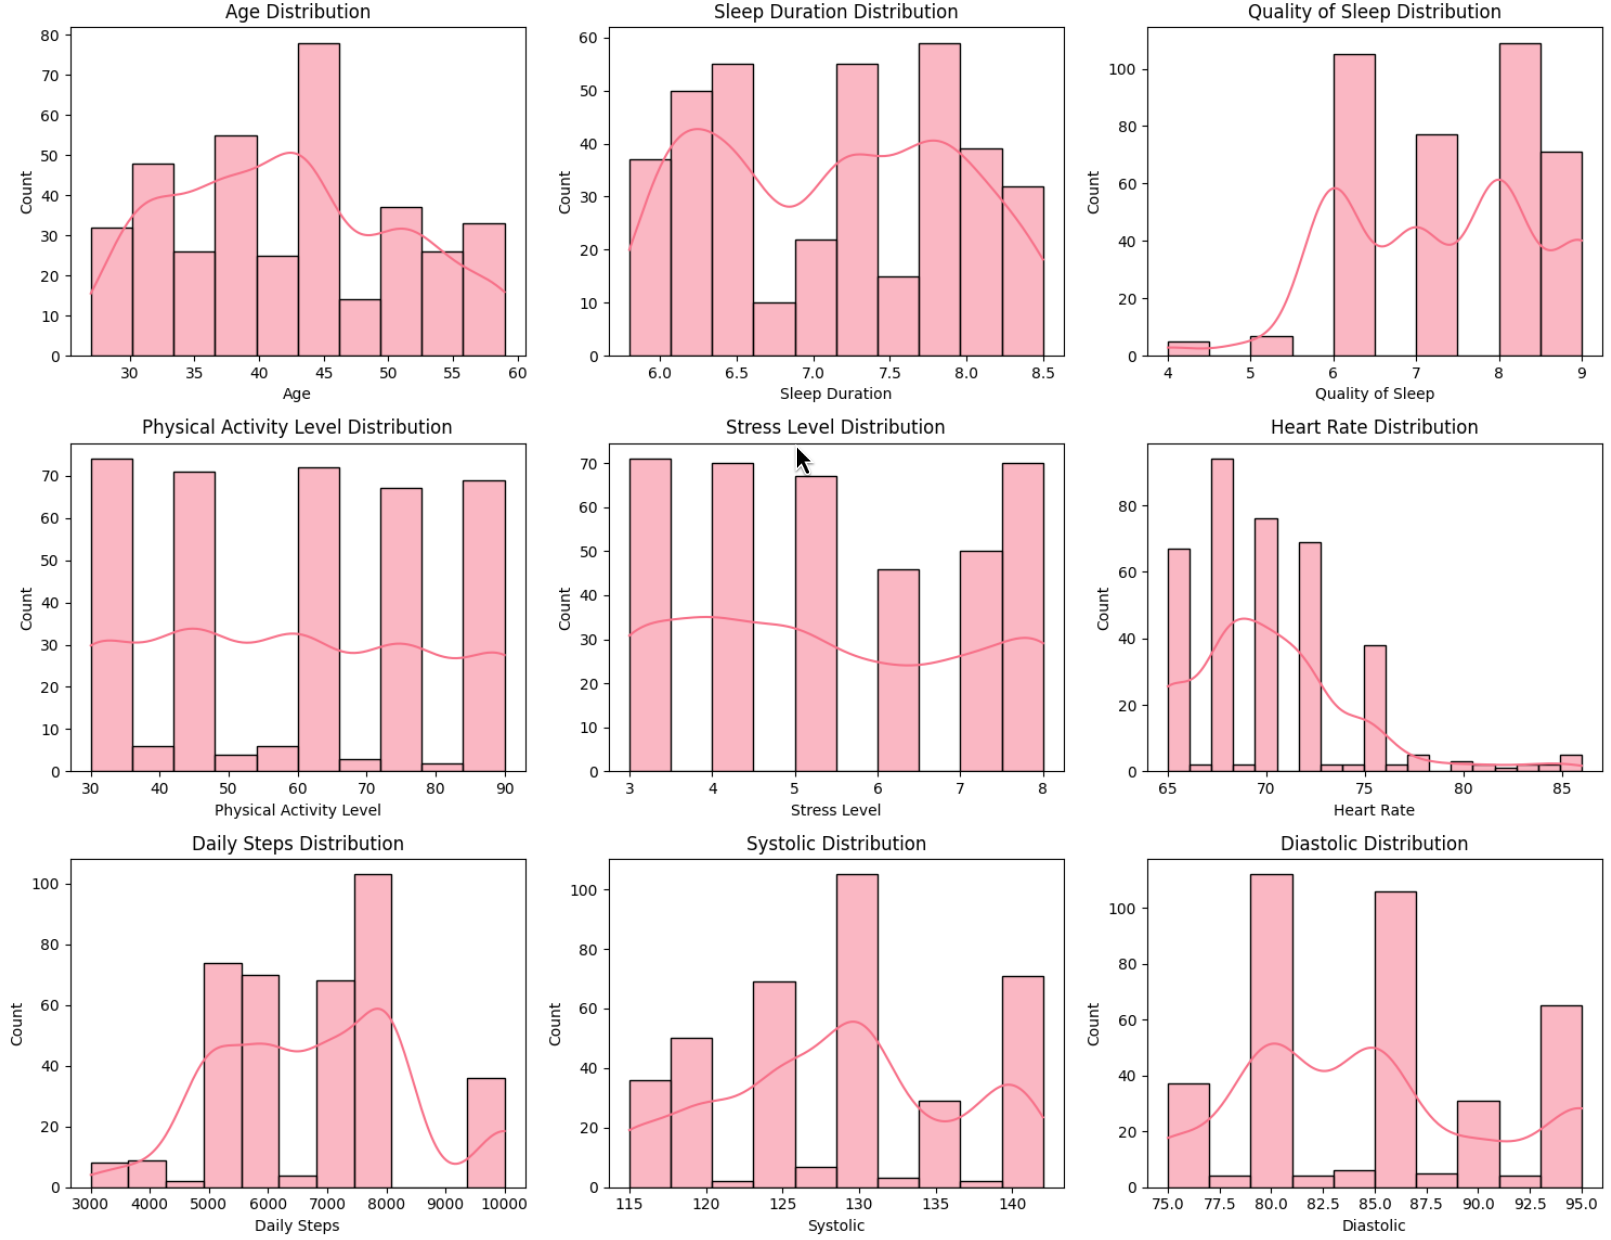 Age Distribution
80
70
60
50
40
30
20
10
0
Count
30 35 40 45 50 55 60
Age
Sleep Duration Distribution
60
50
40
30
20
10
0
Count
6.0 6.5 7.0 7.5 8.0 8.5
Sleep Duration
Quality of Sleep Distribution
100
80
60
40
20
0
Count
4 5 6 7 8 9
Quality of Sleep
Physical Activity Level Distribution
70
60
50
40
30
20
10
0
Count
30 40 50 60 70 80 90
Physical Activity Level
Stress Level Distribution
70
60
50
40
30
20
10
0
Count
3 4 5 6 7 8
Stress Level
Heart Rate Distribution
80
60
40
20
0
Count
65 70 75 80 85
Heart Rate
Daily Steps Distribution
100
80
60
40
20
0
Count
3000 4000 5000 6000 7000 8000 9000 10000
Daily Steps
Systolic Distribution
100
80
60
40
20
0
Count
115 120 125 130 135 140
Systolic
Diastolic Distribution
100
80
60
40
20
0
Count
75.0 77.5 80.0 82.5 85.0 87.5 90.0 92.5 95.0
Diastolic